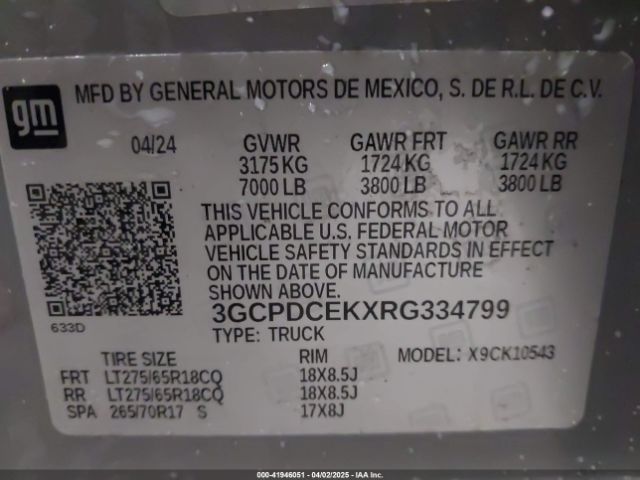 gm
MFD BY GENERAL MOTORS DE MEXICO, S. DE R.L. DE C.V.
04/24 GVWR GAWR FRT GAWR RR
3175 KG 1724 KG 1724 KG
7000 LB 3800 LB 3800 LB
THIS VEHICLE CONFORMS TO ALL
APPLICABLE U.S. FEDERAL MOTOR
VEHICLE SAFETY STANDARDS IN EFFECT
ON THE DATE OF MANUFACTURE
SHOWN ABOVE.
633D
3GCPDCEKXRG334799
TYPE: TRUCK
TIRE SIZE RIM MODEL: X9CK10543
FRT LT275/65R18CQ 18X8.5J
RR LT275/65R18CQ 18X8.5J
SPA 265/70R17 S 17X8J
000-41946051 - 04/02/2025 - IAA Inc.